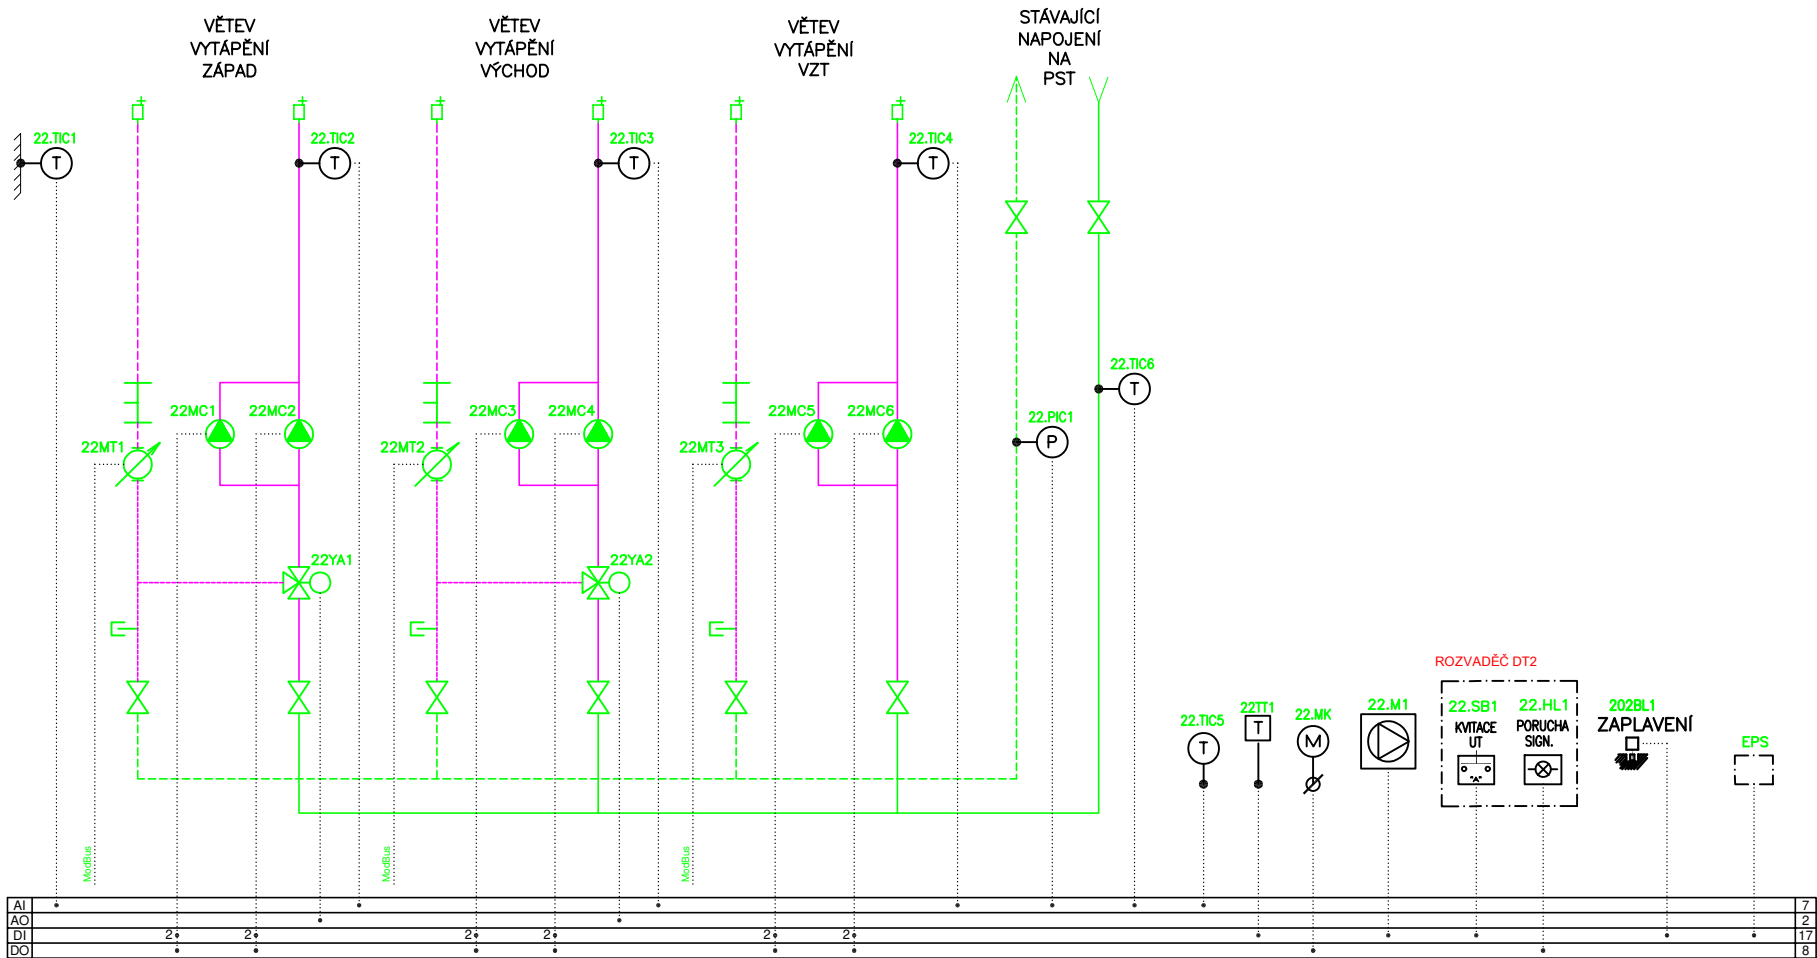 VĚTEV
VYTÁPĚNÍ
ZÁPAD
VĚTEV
VYTÁPĚNÍ
VÝCHOD
VĚTEV
VYTÁPĚNÍ
VZT
STÁVAJÍCÍ
NAPOJENÍ
NA
PST
22.TIC1
T
22.TIC2
T
22.TIC3
T
22.TIC4
T
22.TIC6
T
22MC1
22MC2
22MT1
22MC3
22MC4
22MT2
22MC5
22MC6
22MT3
22.PIC1
P
22YA1
22YA2
ROZVADĚČ DT2
22.TIC5
T
22TT1
T
22.MK
M
22.M1
22.SB1
KVITACE
UT
"A"
22.HL1
PORUCHA
SIGN.
202BL1
ZAPLAVENÍ
EPS
ModBus
ModBus
ModBus
AI 7
AO 2
DI 2 2 2 2 2 2 17
DO 8